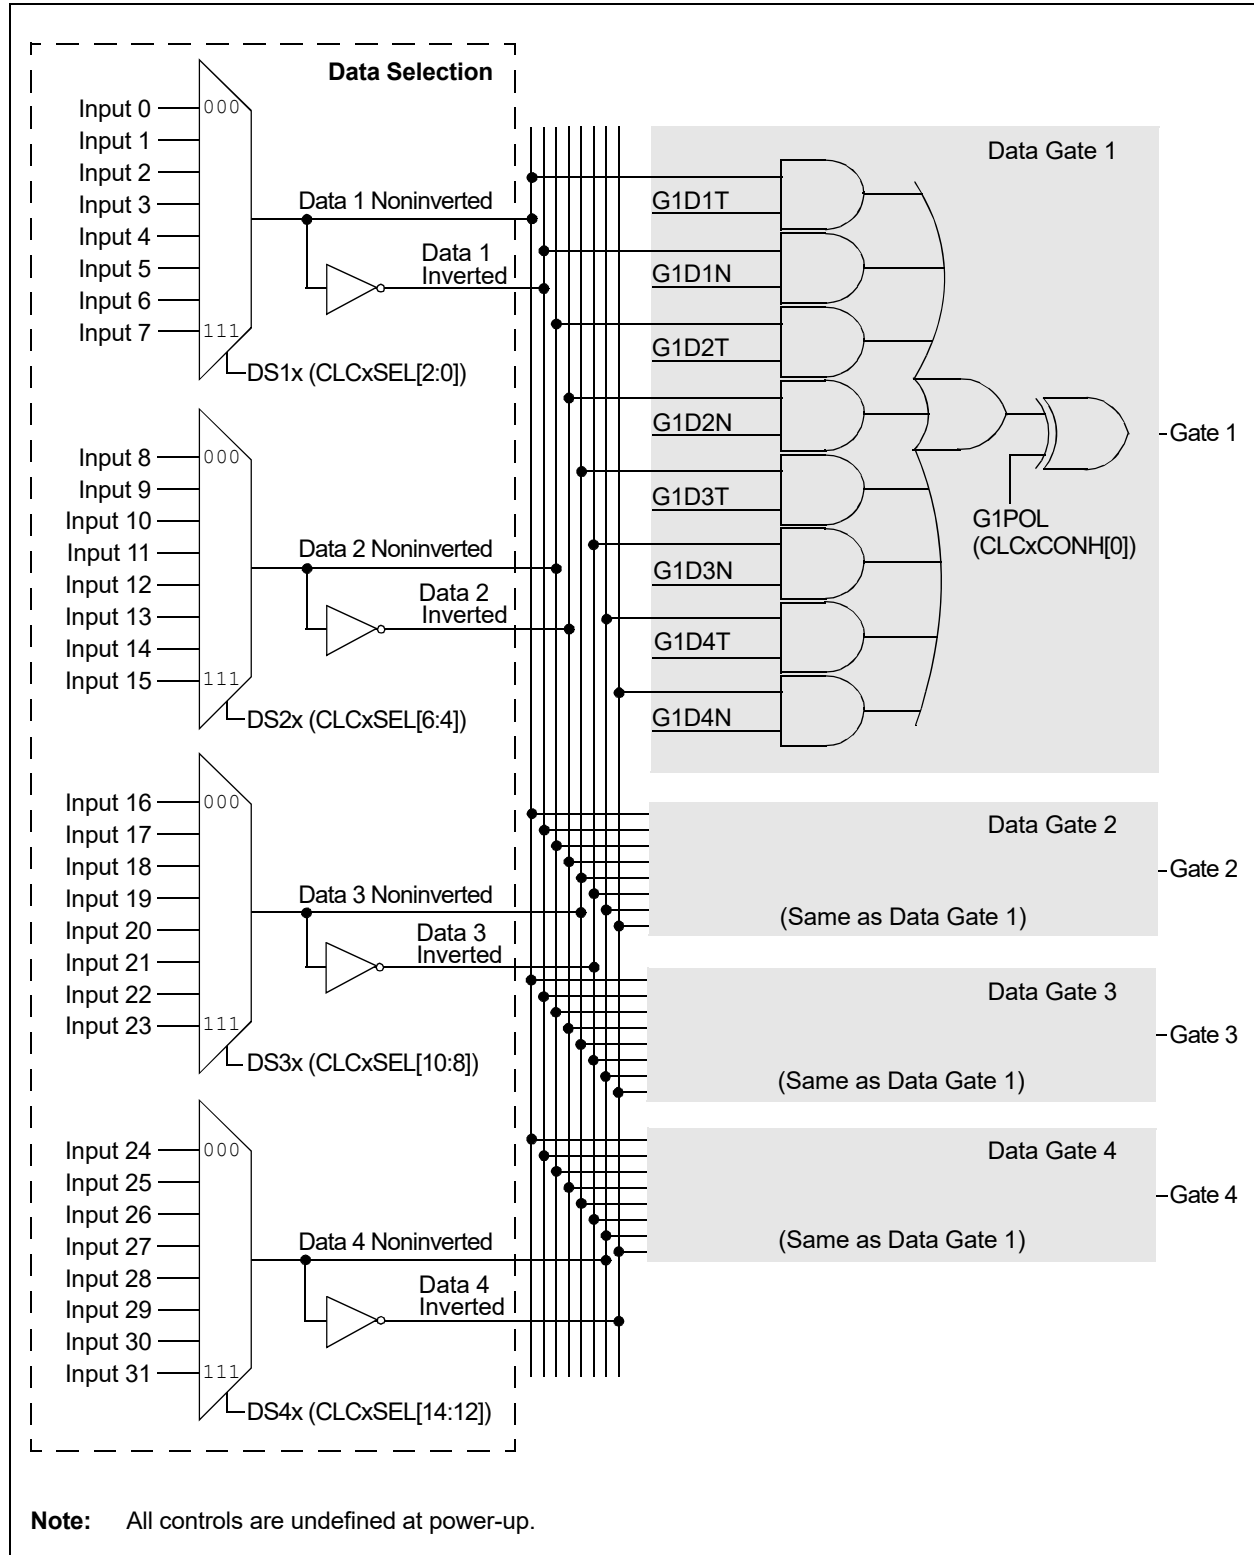 Data Selection
Input 0
000
Input 1
Input 2
Input 3
Input 4
Input 5
Input 6
Input 7
111
Data 1 Noninverted
Data 1
Inverted
DS1x (CLCxSEL[2:0])
Input 8
000
Input 9
Input 10
Input 11
Input 12
Input 13
Input 14
Input 15
111
Data 2 Noninverted
Data 2
Inverted
DS2x (CLCxSEL[6:4])
Input 16
000
Input 17
Input 18
Input 19
Input 20
Input 21
Input 22
Input 23
111
Data 3 Noninverted
Data 3
Inverted
DS3x (CLCxSEL[10:8])
Input 24
000
Input 25
Input 26
Input 27
Input 28
Input 29
Input 30
Input 31
111
Data 4 Noninverted
Data 4
Inverted
DS4x (CLCxSEL[14:12])
Data Gate 1
G1D1T
G1D1N
G1D2T
G1D2N
G1D3T
G1D3N
G1D4T
G1D4N
G1POL
(CLCxCONH[0])
Gate 1
Data Gate 2
(Same as Data Gate 1)
Gate 2
Data Gate 3
(Same as Data Gate 1)
Gate 3
Data Gate 4
(Same as Data Gate 1)
Gate 4
Note: All controls are undefined at power-up.